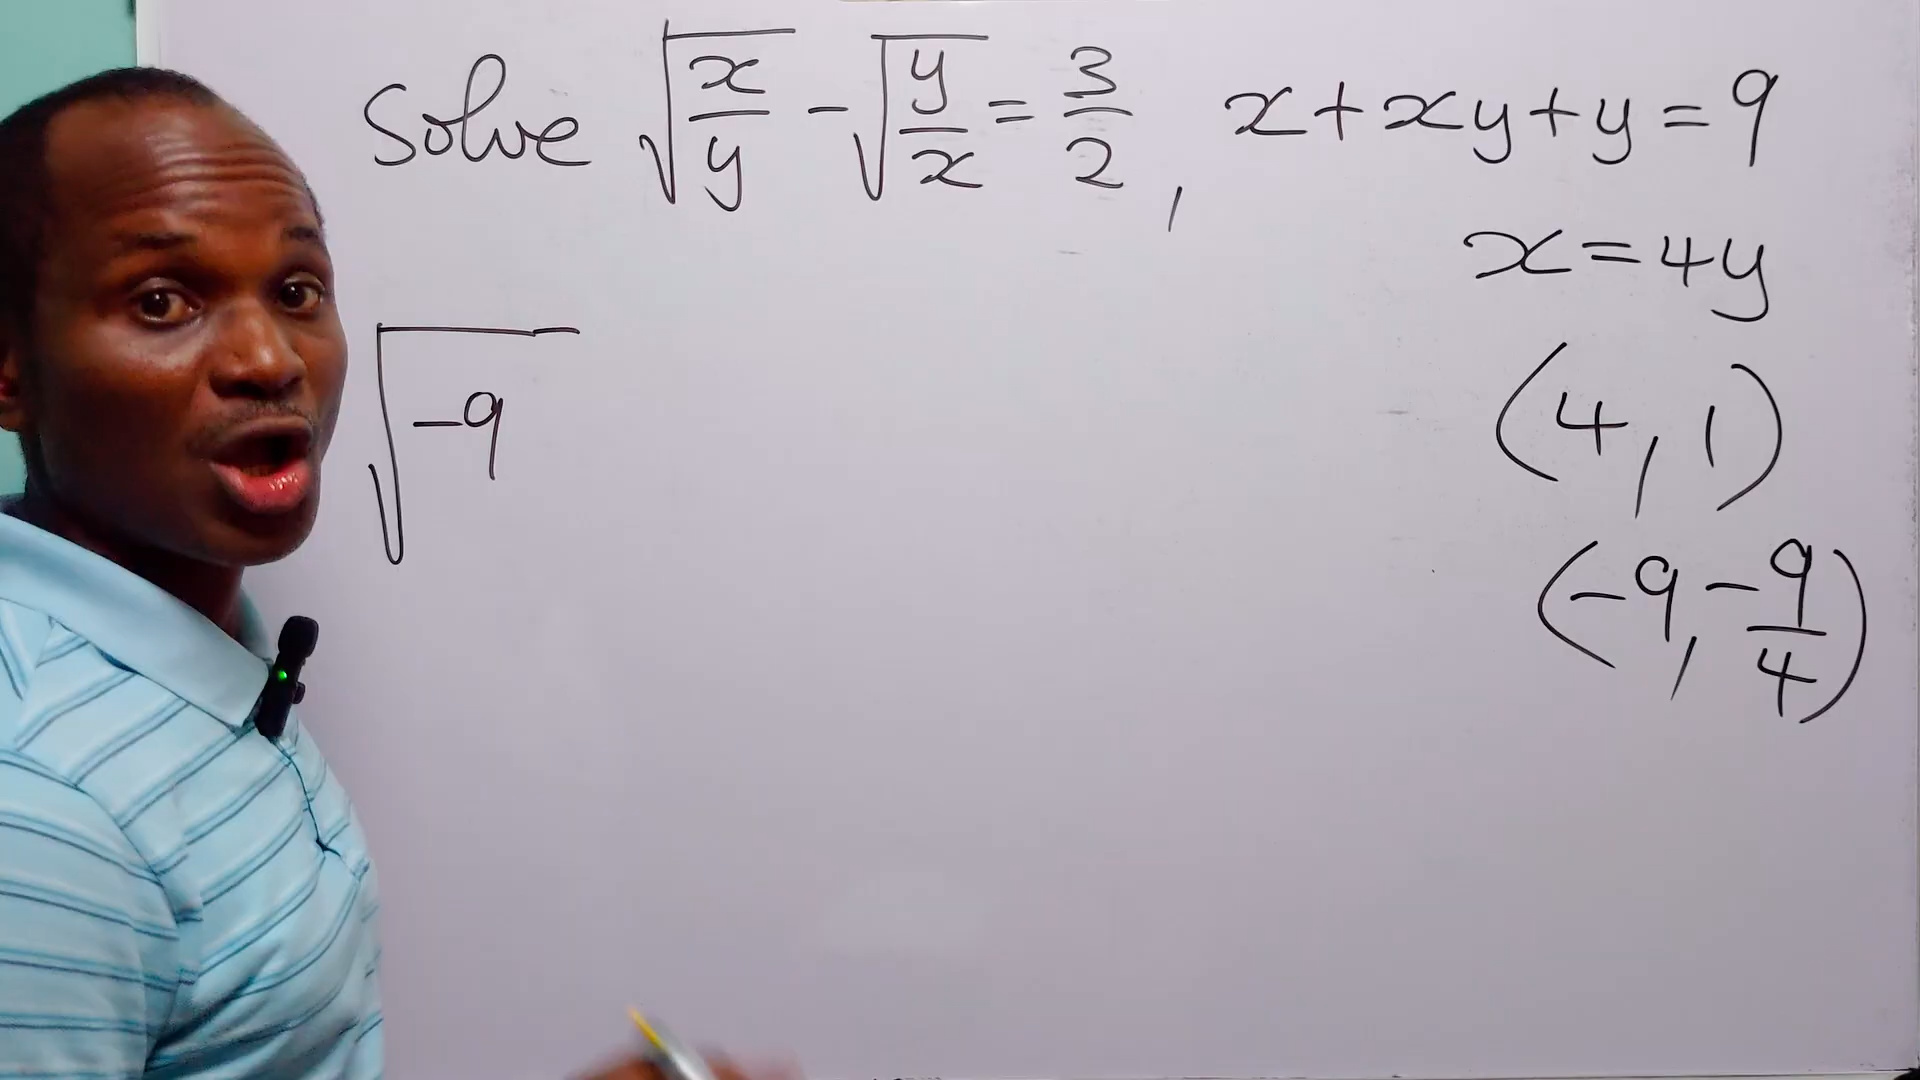 Solve √(x/y) - √(y/x) = 3/2, x+xy+y=9
x=4y
√-9
(4, 1)
(-9, -9/4)